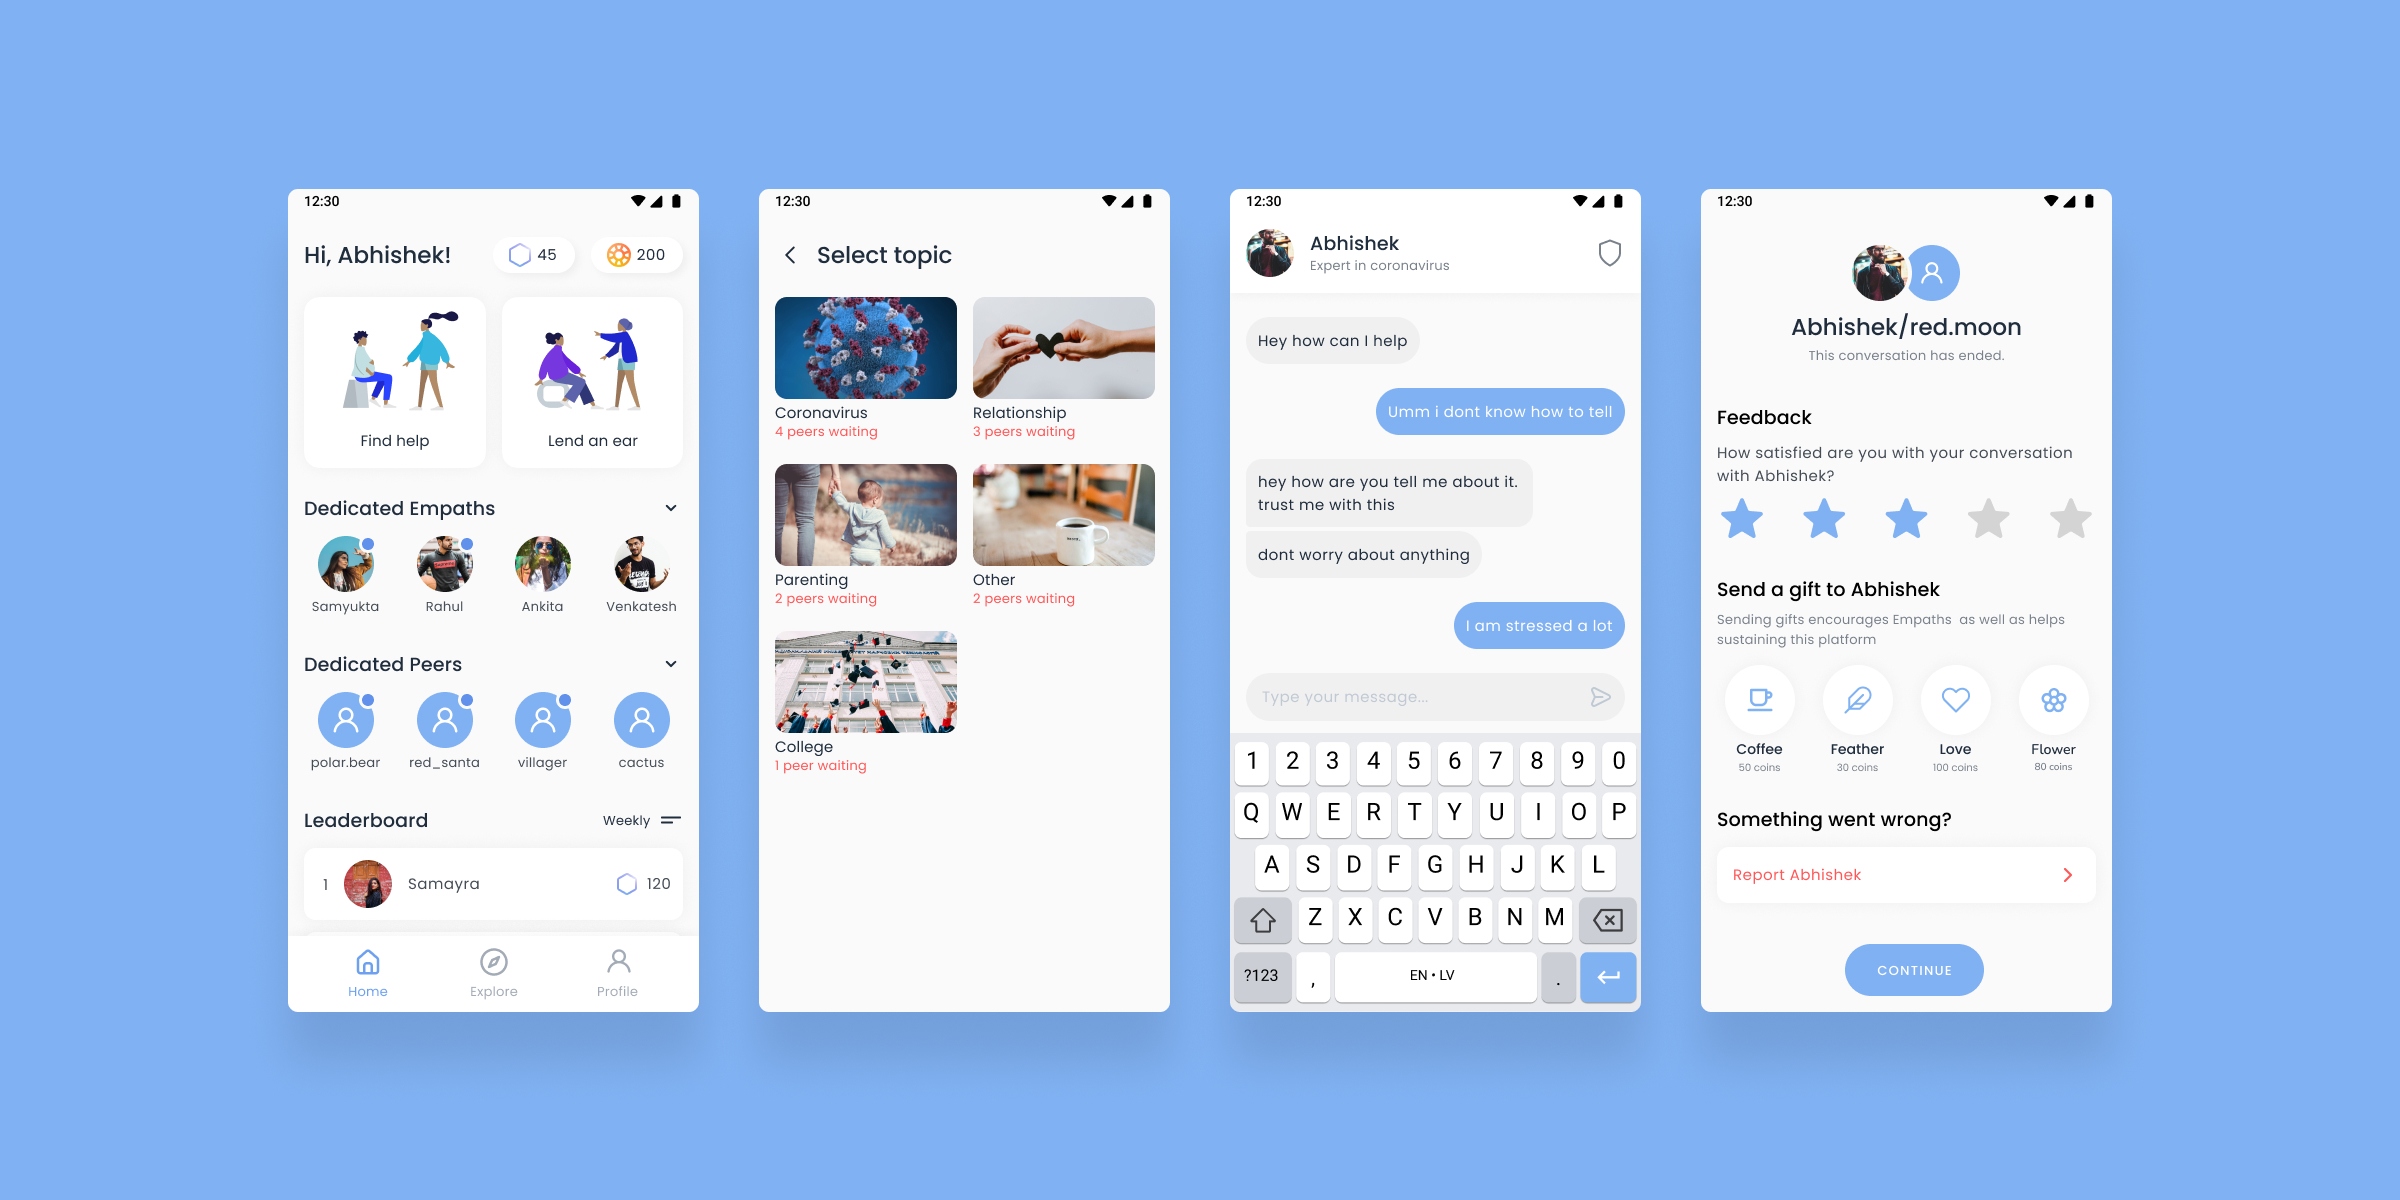 12:30
Hi, Abhishek!
45
200
Find help
Lend an ear
Dedicated Empaths
Samyukta
Rahul
Ankita
Venkatesh
Dedicated Peers
polar.bear
red_santa
villager
cactus
Leaderboard
Weekly
1
Samayra
120
Home
Explore
Profile
12:30
Select topic
Coronavirus
4 peers waiting
Relationship
3 peers waiting
Parenting
2 peers waiting
Other
2 peers waiting
College
1 peer waiting
12:30
Abhishek
Expert in coronavirus
Hey how can I help
Umm i dont know how to tell
hey how are you tell me about it.
trust me with this
dont worry about anything
I am stressed a lot
Type your message...
1 2 3 4 5 6 7 8 9 0
Q W E R T Y U I O P
A S D F G H J K L
Z X C V B N M
?123 , EN • LV .
12:30
Abhishek/red.moon
This conversation has ended.
Feedback
How satisfied are you with your conversation
with Abhishek?
Send a gift to Abhishek
Sending gifts encourages Empaths  as well as helps
sustaining this platform
Coffee
50 coins
Feather
30 coins
Love
100 coins
Flower
80 coins
Something went wrong?
Report Abhishek
CONTINUE